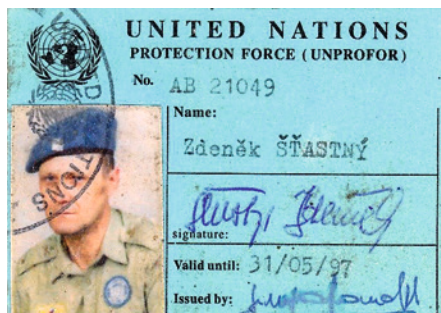 UNITED NATIONS
PROTECTION FORCE (UNPROFOR)
No. AB 21049
Name:
Zdeněk ŠŤASTNÝ
signature:
Valid until: 31/05/97
Issued by:
NATIONS